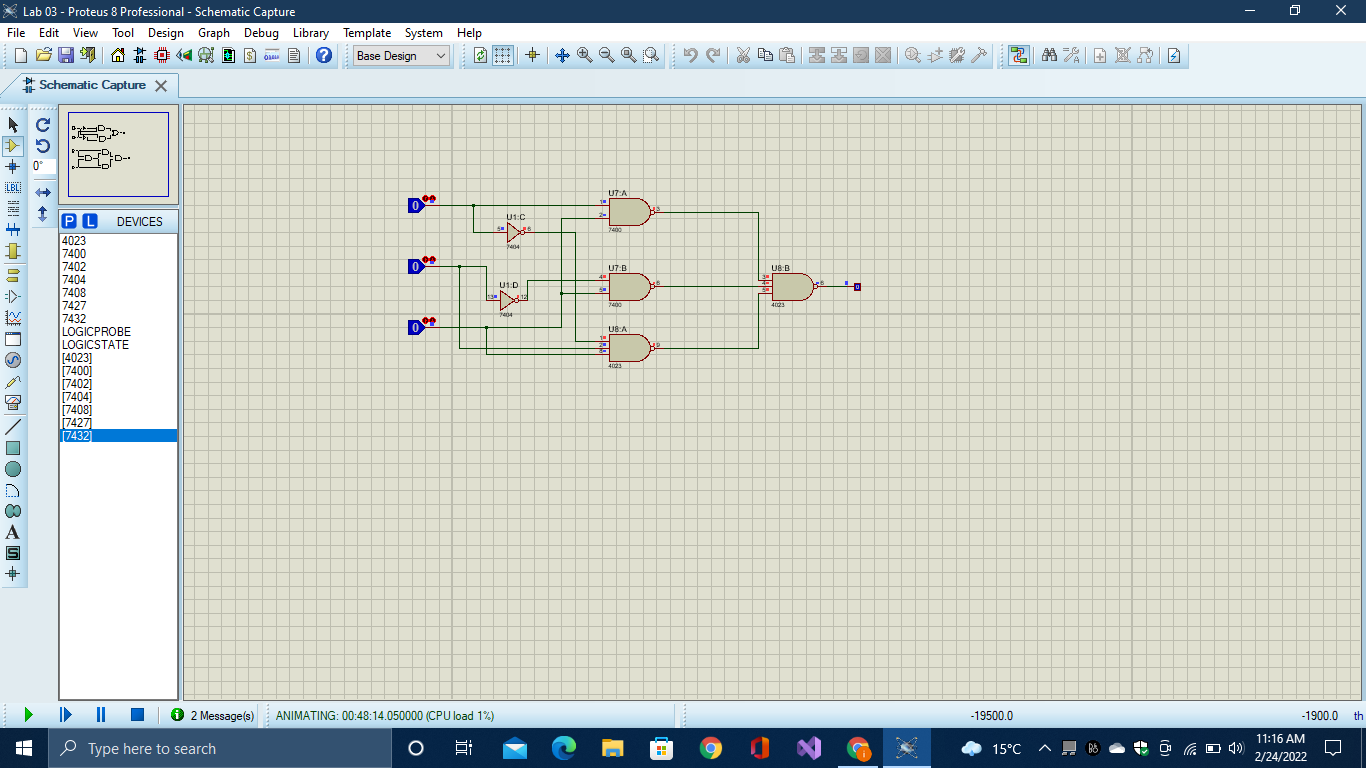 Lab 03 - Proteus 8 Professional - Schematic Capture
File Edit View Tool Design Graph Debug Library Template System Help
Base Design
Schematic Capture
0°
LBL
A
S
P L DEVICES
4023
7400
7402
7404
7408
7427
7432
LOGICPROBE
LOGICSTATE
[4023]
[7400]
[7402]
[7404]
[7408]
[7427]
[7432]
0
0
0
U7:A
1
2
3
7400
U1:C
5
6
7404
U7:B
4
5
6
7400
U1:D
13
12
7404
U8:A
1
2
8
9
4023
U8:B
3
4
5
6
4023
2 Message(s)
ANIMATING: 00:48:14.050000 (CPU load 1%)
-19500.0
-1900.0
th
Type here to search
15°C
11:16 AM
2/24/2022